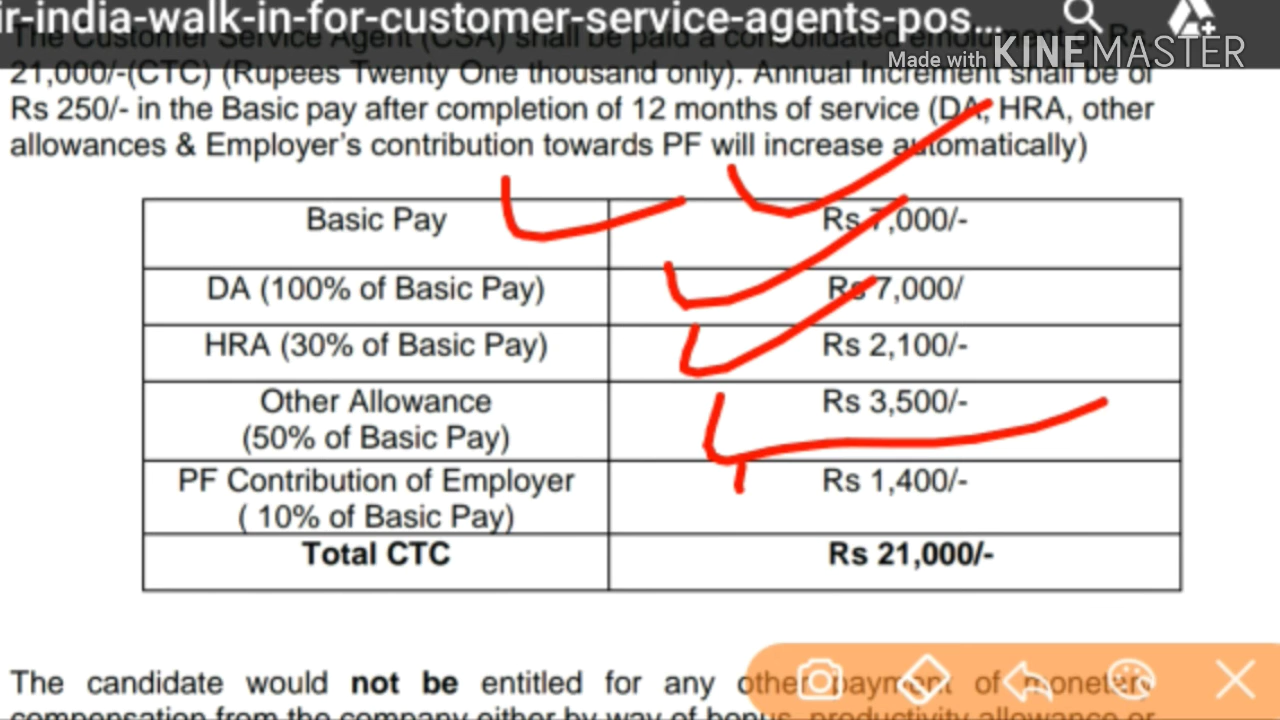 ir-india-walk-in-for-customer-service-agents-pos...
The Customer Service Agent (CSA) shall be paid a consolidated
Made with KINEMASTER
21,000/-(CTC) (Rupees Twenty One thousand only). Annual Increment shall be of
Rs 250/- in the Basic pay after completion of 12 months of service (DA, HRA, other
allowances & Employer's contribution towards PF will increase automatically)
Basic Pay Rs 7,000/-
DA (100% of Basic Pay) Rs 7,000/
HRA (30% of Basic Pay) Rs 2,100/-
Other Allowance Rs 3,500/-
(50% of Basic Pay)
PF Contribution of Employer Rs 1,400/-
( 10% of Basic Pay)
Total CTC Rs 21,000/-
The candidate would not be entitled for any other payment of monetary
compensation from the company either by way of bonus, productivity allowance or